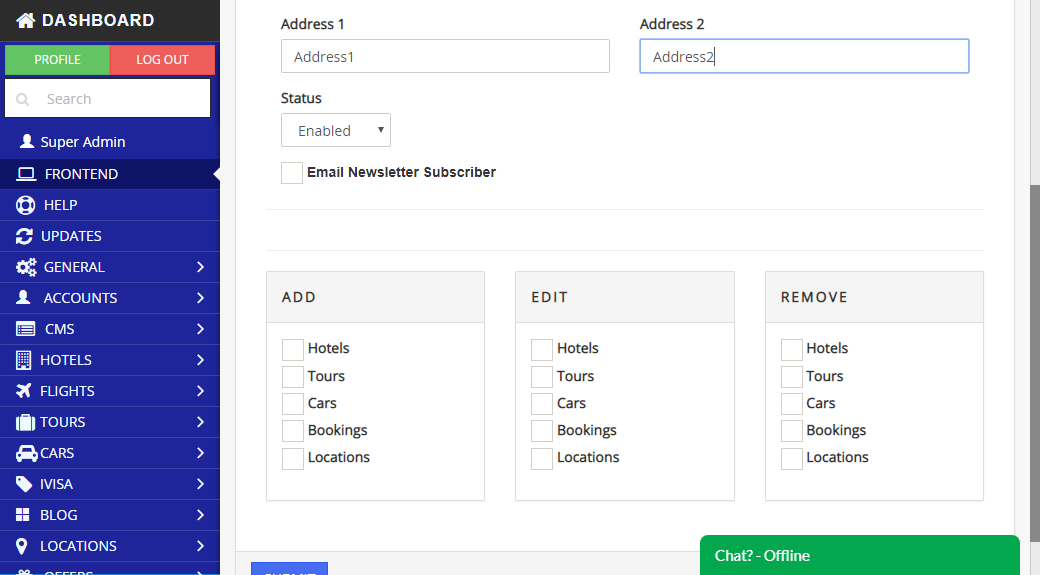 DASHBOARD
PROFILE LOG OUT
Search
Super Admin
FRONTEND
HELP
UPDATES
GENERAL
ACCOUNTS
CMS
HOTELS
FLIGHTS
TOURS
CARS
IVISA
BLOG
LOCATIONS
OFFERS
Address 1 Address 2
Address1 Address2
Status
Enabled
Email Newsletter Subscriber
ADD
Hotels
Tours
Cars
Bookings
Locations
EDIT
Hotels
Tours
Cars
Bookings
Locations
REMOVE
Hotels
Tours
Cars
Bookings
Locations
SUBMIT
Chat? - Offline